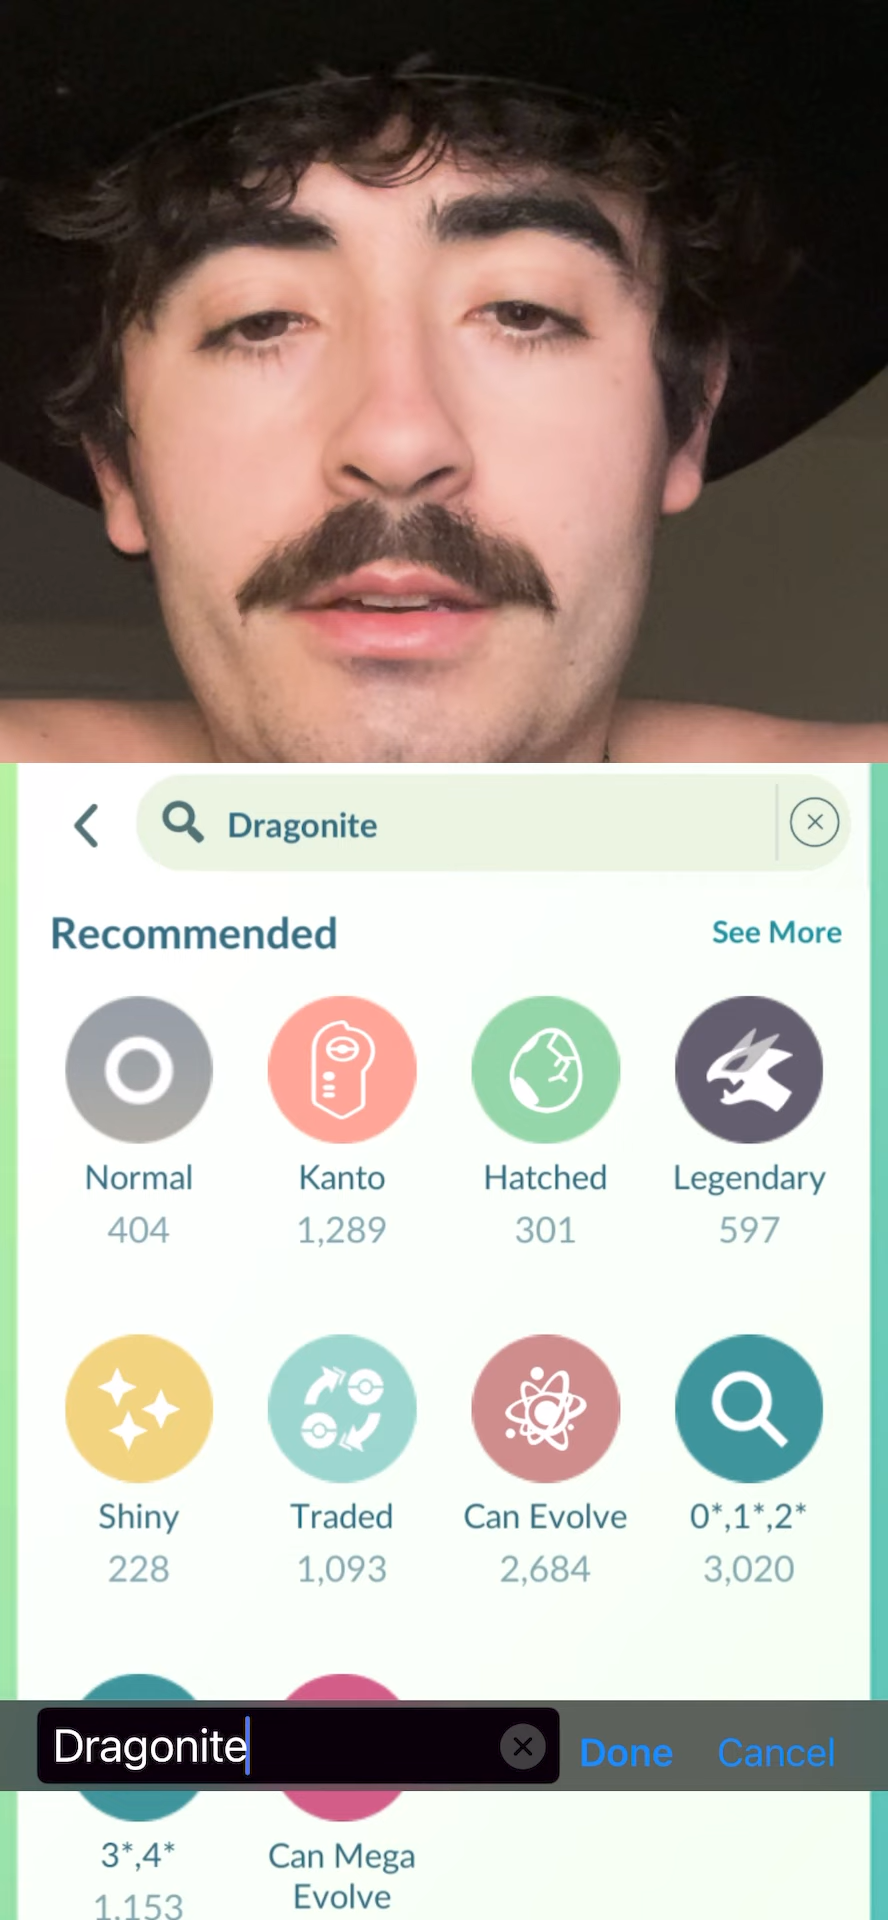 Dragonite
Recommended
See More
Normal
Kanto
Hatched
Legendary
404
1,289
301
597
Shiny
Traded
Can Evolve
0*,1*,2*
228
1,093
2,684
3,020
Dragonite
Done
Cancel
3*,4*
Can Mega
Evolve
1,153